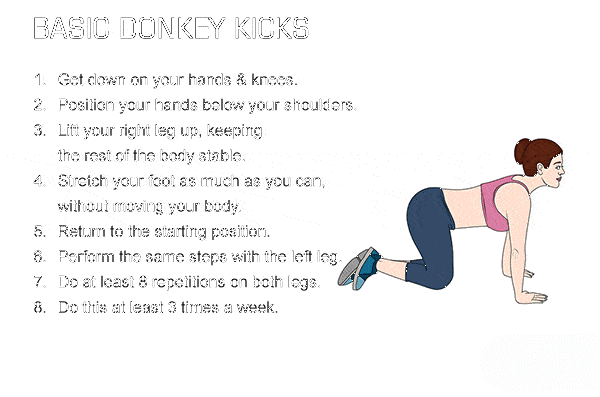 BASIC DONKEY KICKS
1. Get down on your hands & knees.
2. Position your hands below your shoulders.
3. Lift your right leg up, keeping
the rest of the body stable.
4. Stretch your foot as much as you can,
without moving your body.
5. Return to the starting position.
6. Perform the same steps with the left leg.
7. Do at least 8 repetitions on both legs.
8. Do this at least 3 times a week.